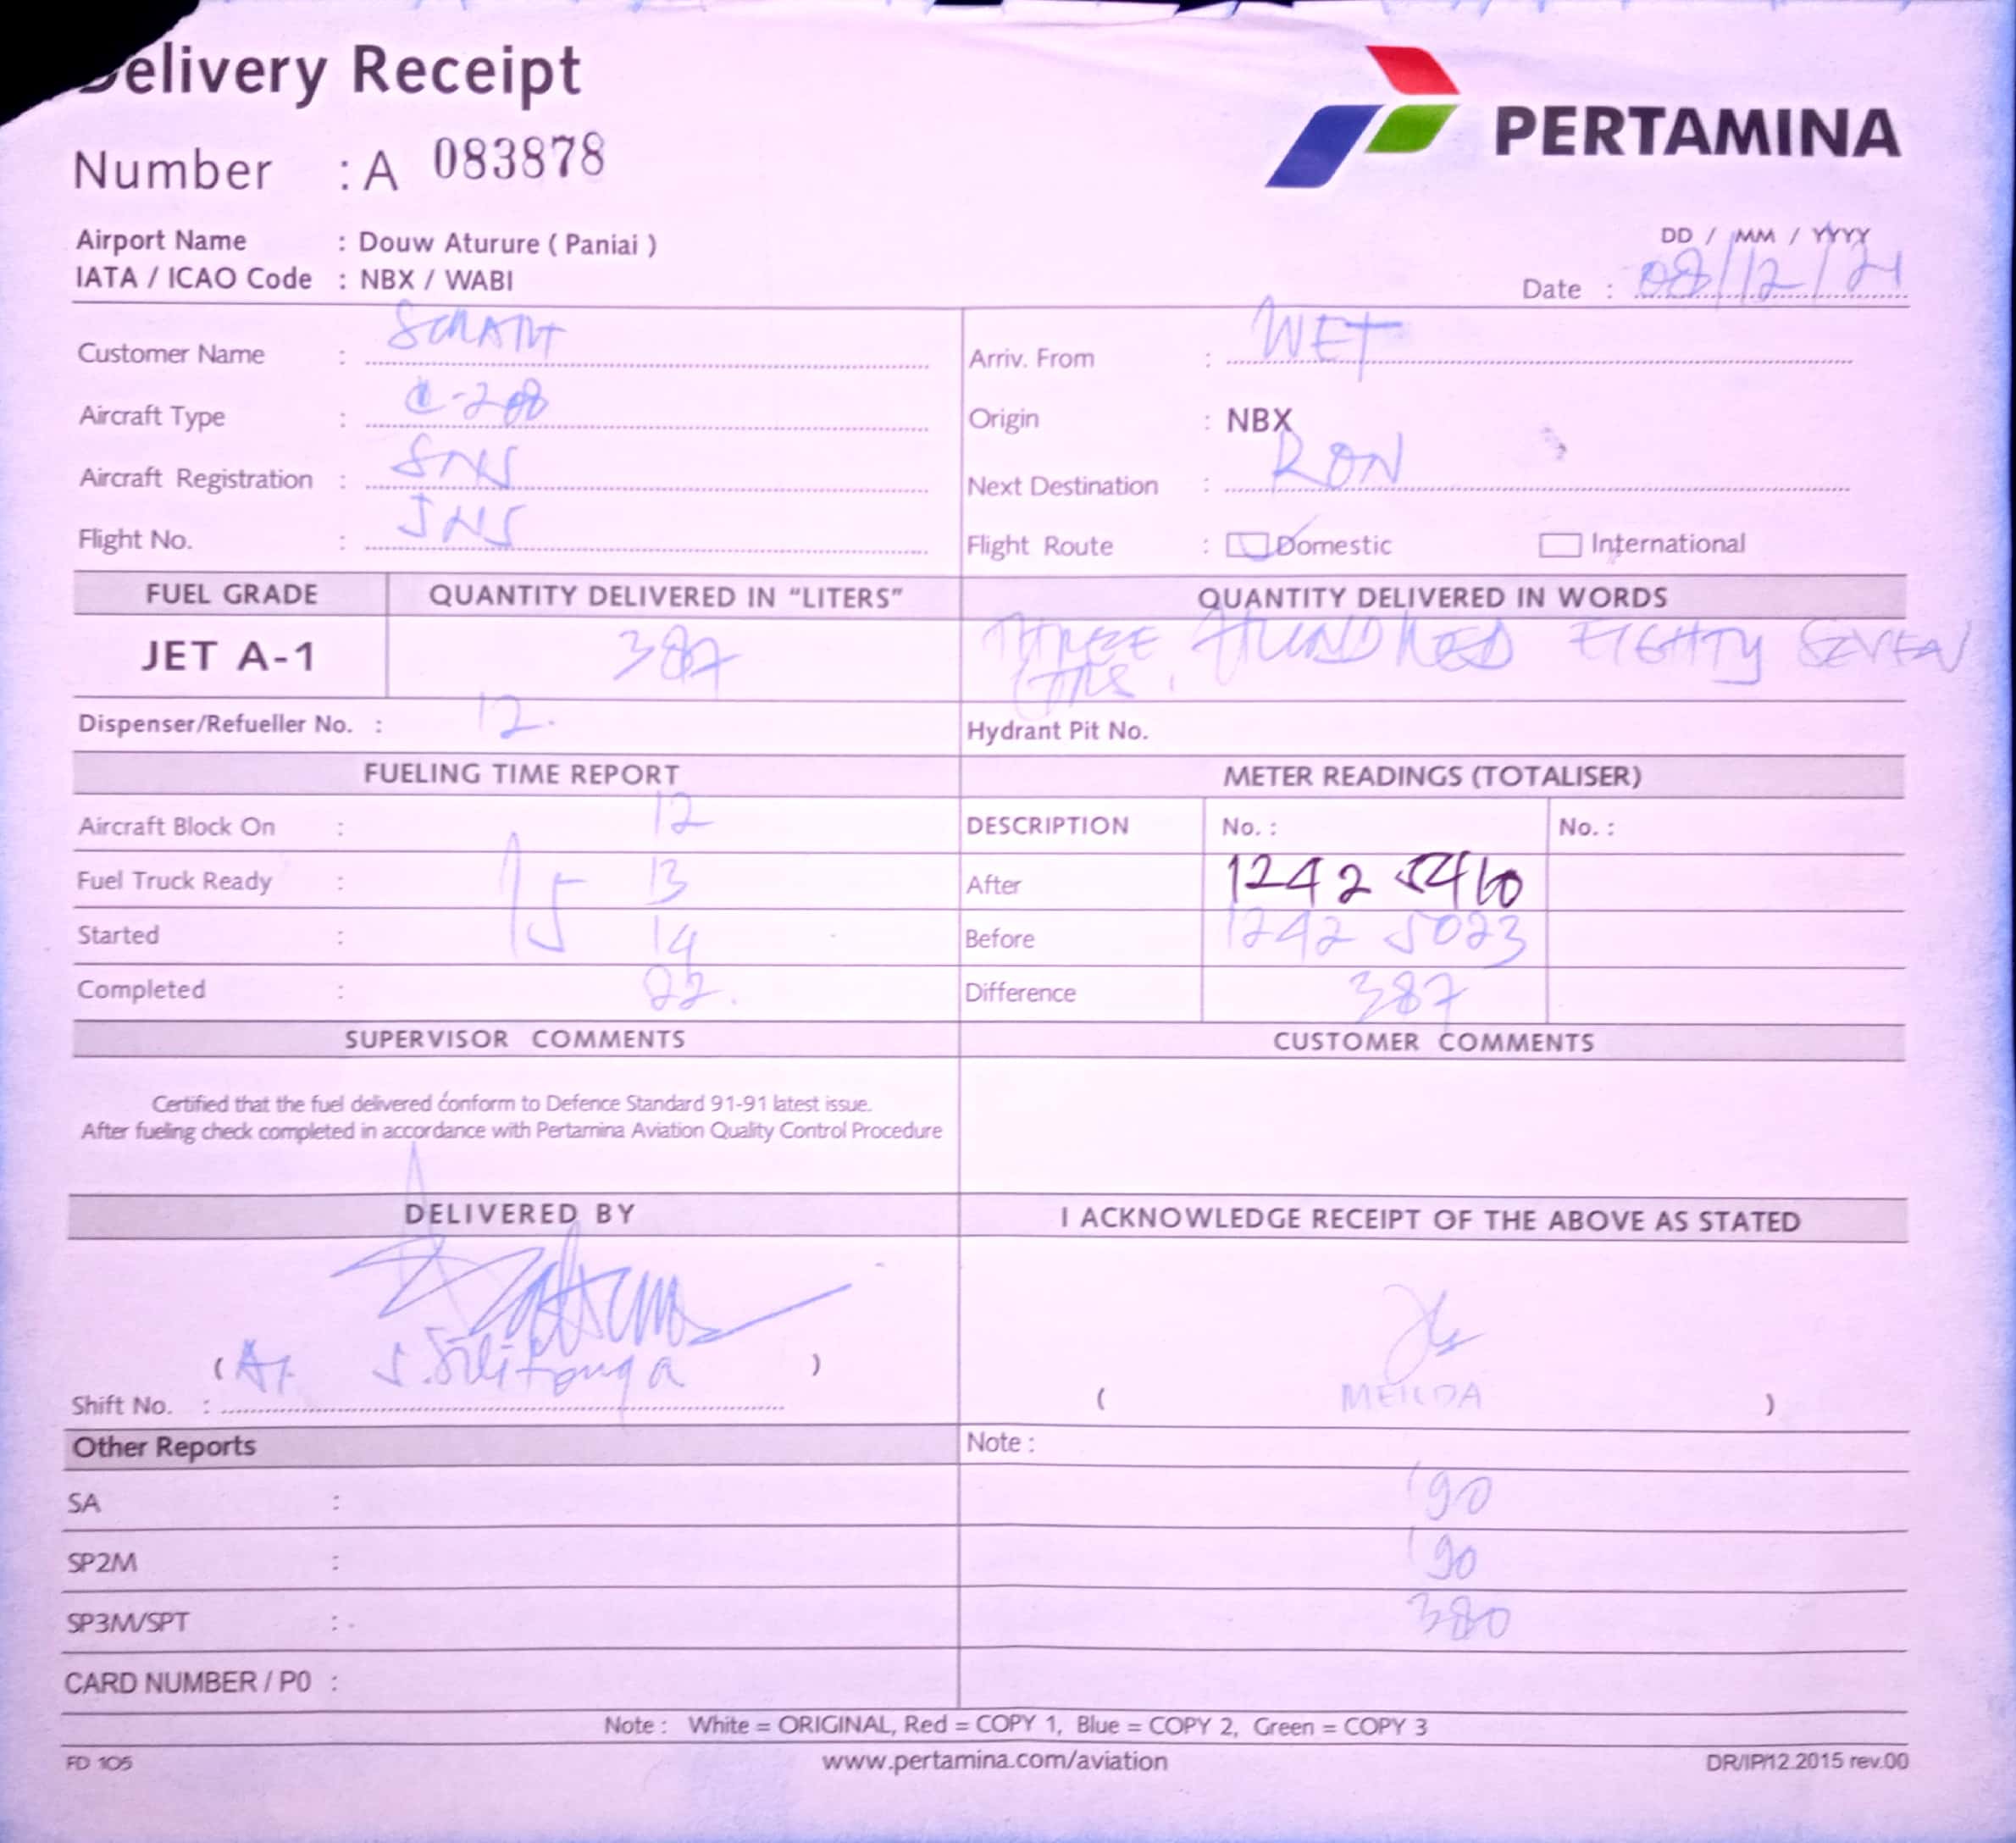 Delivery Receipt
PERTAMINA
Number : A 083878
Airport Name : Douw Aturure ( Paniai )
IATA / ICAO Code : NBX / WABI
DD / MM / YYYY
Date : 08/12/21
Customer Name :
Arriv. From : WET
Aircraft Type : C-208
Origin : NBX
Aircraft Registration : SNS
Next Destination : RON
Flight No. : SNS
Flight Route : Domestic International
FUEL GRADE QUANTITY DELIVERED IN “LITERS” QUANTITY DELIVERED IN WORDS
JET A-1 387 THREE HUNDRED EIGHTY SEVEN
LTRS.
Dispenser/Refueller No. : 12.
Hydrant Pit No.
FUELING TIME REPORT METER READINGS (TOTALISER)
Aircraft Block On : 12 DESCRIPTION No. : No. :
Fuel Truck Ready : 15 13 After 1242 5410
Started : 14 Before 1242 5023
Completed : 22. Difference 387
SUPERVISOR COMMENTS CUSTOMER COMMENTS
Certified that the fuel delivered conform to Defence Standard 91-91 latest issue.
After fueling check completed in accordance with Pertamina Aviation Quality Control Procedure
DELIVERED BY I ACKNOWLEDGE RECEIPT OF THE ABOVE AS STATED
( S. Silitonga )
Shift No. :
( )
Other Reports Note :
SA : 190
SP2M : 190
SP3M/SPT : 380
CARD NUMBER / P0 :
Note : White = ORIGINAL, Red = COPY 1, Blue = COPY 2, Green = COPY 3
FD 105 www.pertamina.com/aviation DR/IP/12.2015 rev.00